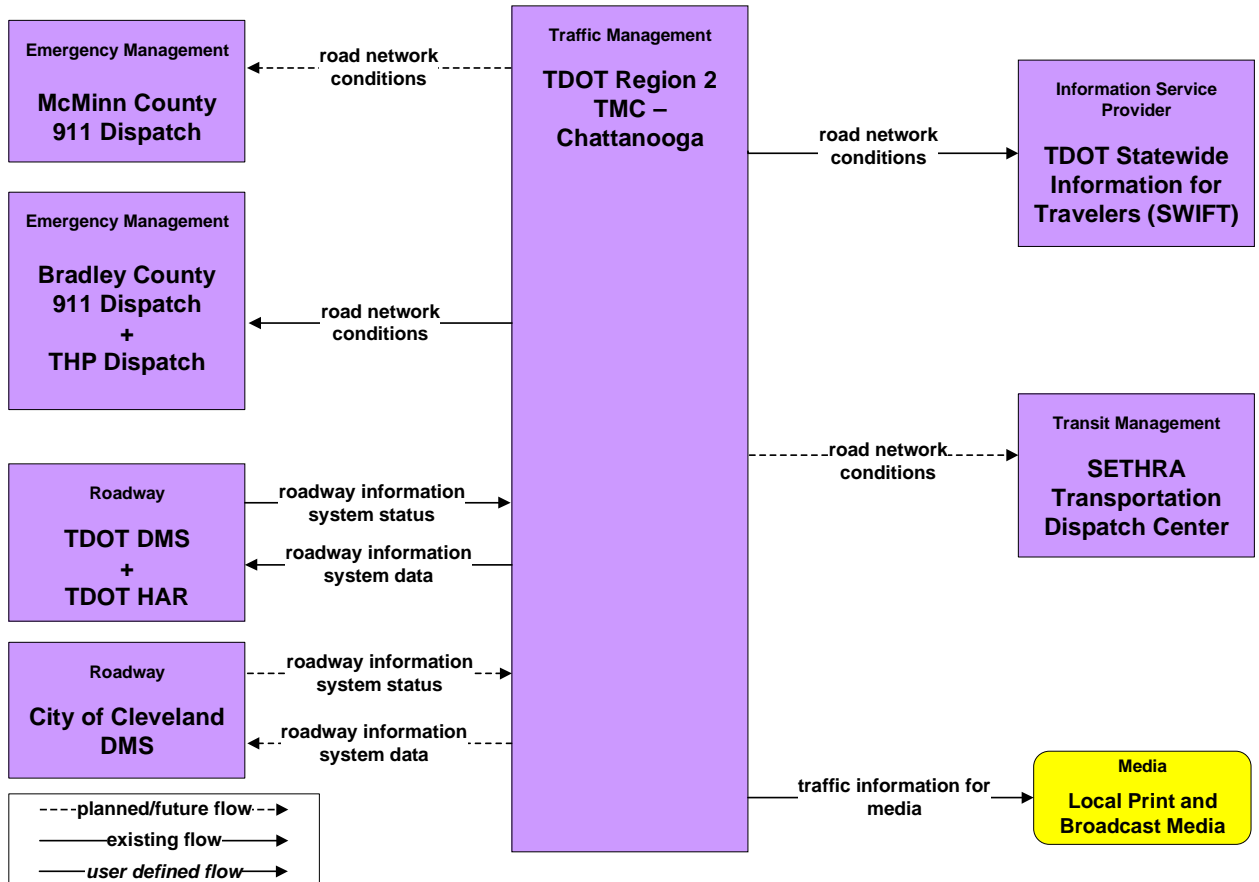 Emergency Management
McMinn County
911 Dispatch
road network
conditions
Emergency Management
Bradley County
911 Dispatch
+
THP Dispatch
road network
conditions
Roadway
TDOT DMS
+
TDOT HAR
roadway information
system status
roadway information
system data
Roadway
City of Cleveland
DMS
roadway information
system status
roadway information
system data
planned/future flow
existing flow
user defined flow
Traffic Management
TDOT Region 2
TMC –
Chattanooga
road network
conditions
Information Service
Provider
TDOT Statewide
Information for
Travelers (SWIFT)
road network
conditions
Transit Management
SETHRA
Transportation
Dispatch Center
traffic information for
media
Media
Local Print and
Broadcast Media